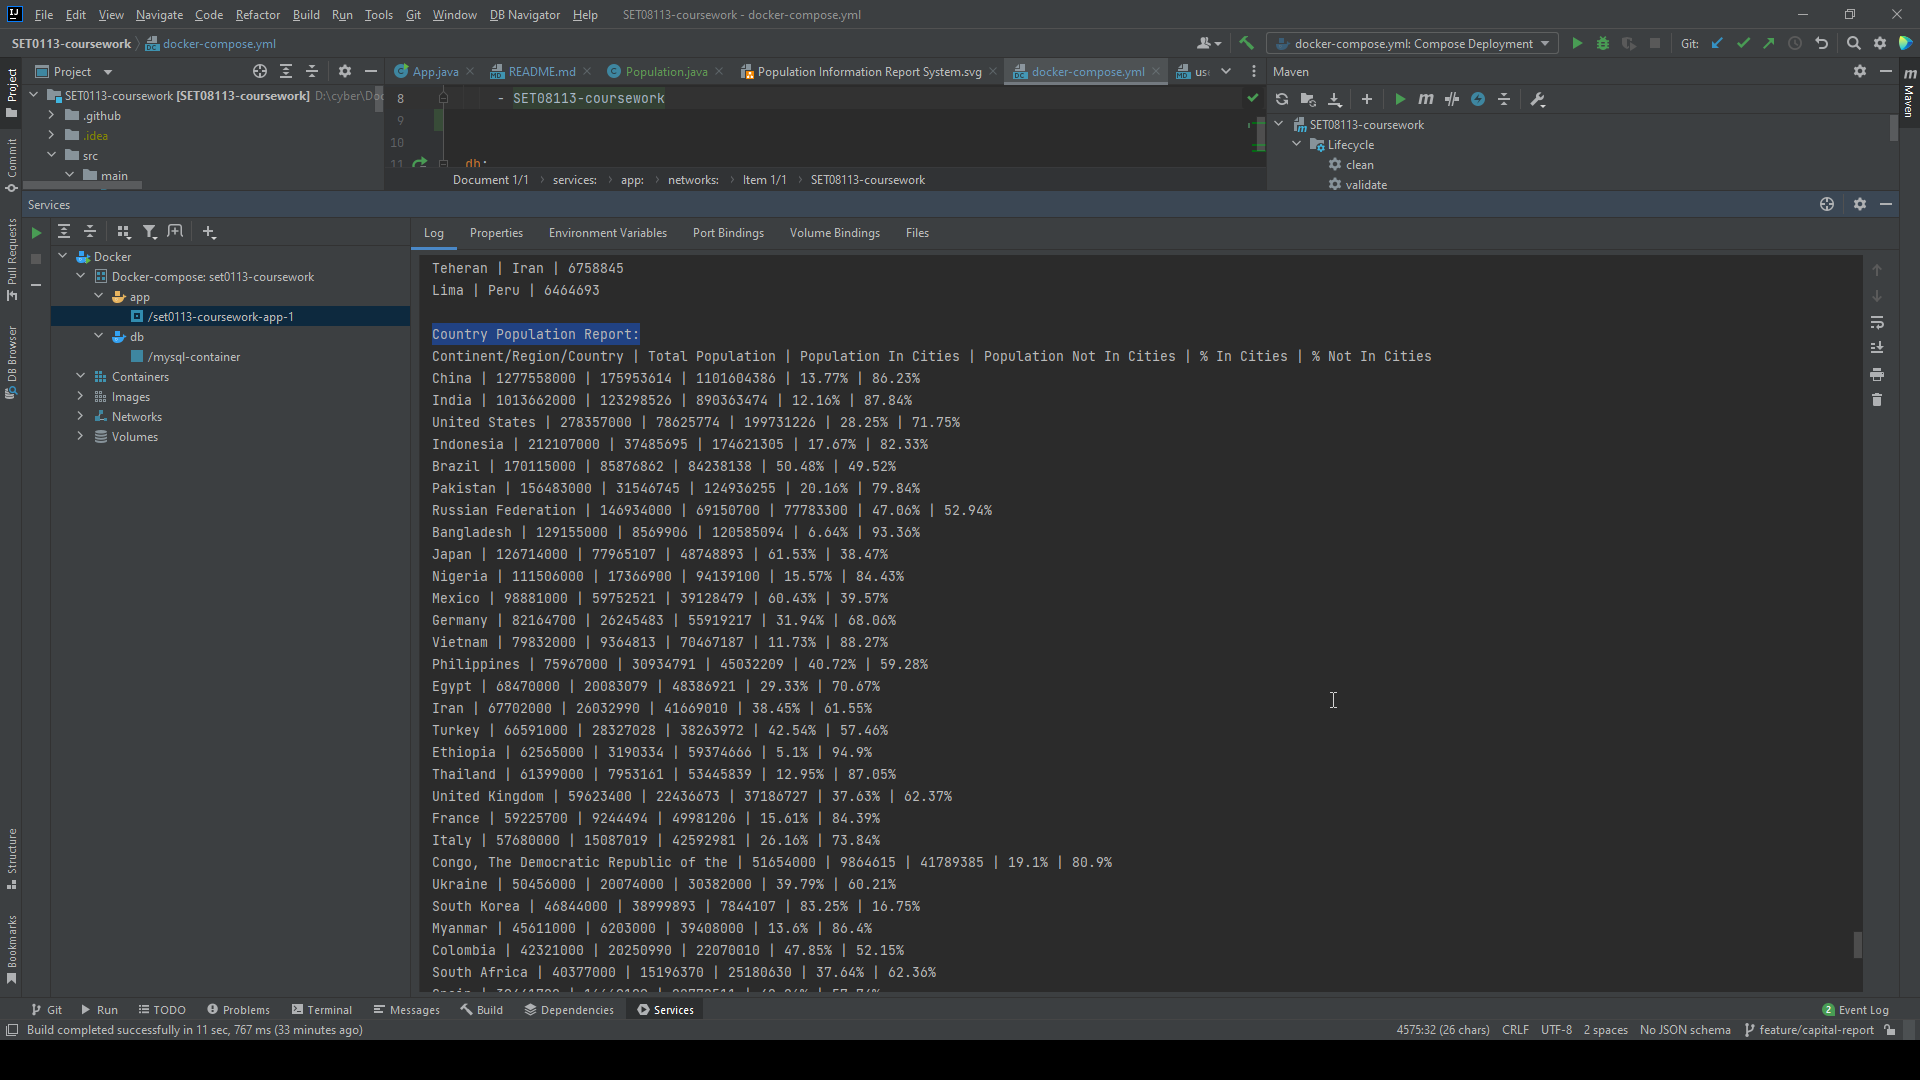 File Edit View Navigate Code Refactor Build Run Tools Git Window DB Navigator Help SET08113-coursework - docker-compose.yml
SET0113-coursework docker-compose.yml docker-compose.yml: Compose Deployment Git:
Project App.java README.md Population.java Population Information Report System.svg docker-compose.yml us Maven
SET0113-coursework [SET08113-coursework] D:\cyber\Doc
.github
.idea
src
main
8 - SET08113-coursework
9
10
11 db:
Document 1/1 services: app: networks: Item 1/1 SET08113-coursework
SET08113-coursework
Lifecycle
clean
validate
Project
Commit
Pull Requests
DB Browser
Structure
Bookmarks
Maven
Services
Log Properties Environment Variables Port Bindings Volume Bindings Files
Docker
Docker-compose: set0113-coursework
app
/set0113-coursework-app-1
db
/mysql-container
Containers
Images
Networks
Volumes
Teheran | Iran | 6758845
Lima | Peru | 6464693
Country Population Report:
Continent/Region/Country | Total Population | Population In Cities | Population Not In Cities | % In Cities | % Not In Cities
China | 1277558000 | 175953614 | 1101604386 | 13.77% | 86.23%
India | 1013662000 | 123298526 | 890363474 | 12.16% | 87.84%
United States | 278357000 | 78625774 | 199731226 | 28.25% | 71.75%
Indonesia | 212107000 | 37485695 | 174621305 | 17.67% | 82.33%
Brazil | 170115000 | 85876862 | 84238138 | 50.48% | 49.52%
Pakistan | 156483000 | 31546745 | 124936255 | 20.16% | 79.84%
Russian Federation | 146934000 | 69150700 | 77783300 | 47.06% | 52.94%
Bangladesh | 129155000 | 8569906 | 120585094 | 6.64% | 93.36%
Japan | 126714000 | 77965107 | 48748893 | 61.53% | 38.47%
Nigeria | 111506000 | 17366900 | 94139100 | 15.57% | 84.43%
Mexico | 98881000 | 59752521 | 39128479 | 60.43% | 39.57%
Germany | 82164700 | 26245483 | 55919217 | 31.94% | 68.06%
Vietnam | 79832000 | 9364813 | 70467187 | 11.73% | 88.27%
Philippines | 75967000 | 30934791 | 45032209 | 40.72% | 59.28%
Egypt | 68470000 | 20083079 | 48386921 | 29.33% | 70.67%
Iran | 67702000 | 26032990 | 41669010 | 38.45% | 61.55%
Turkey | 66591000 | 28327028 | 38263972 | 42.54% | 57.46%
Ethiopia | 62565000 | 3190334 | 59374666 | 5.1% | 94.9%
Thailand | 61399000 | 7953161 | 53445839 | 12.95% | 87.05%
United Kingdom | 59623400 | 22436673 | 37186727 | 37.63% | 62.37%
France | 59225700 | 9244494 | 49981206 | 15.61% | 84.39%
Italy | 57680000 | 15087019 | 42592981 | 26.16% | 73.84%
Congo, The Democratic Republic of the | 51654000 | 9864615 | 41789385 | 19.1% | 80.9%
Ukraine | 50456000 | 20074000 | 30382000 | 39.79% | 60.21%
South Korea | 46844000 | 38999893 | 7844107 | 83.25% | 16.75%
Myanmar | 45611000 | 6203000 | 39408000 | 13.6% | 86.4%
Colombia | 42321000 | 20250990 | 22070010 | 47.85% | 52.15%
South Africa | 40377000 | 15196370 | 25180630 | 37.64% | 62.36%
Git Run TODO Problems Terminal Messages Build Dependencies Services 2 Event Log
Build completed successfully in 11 sec, 767 ms (33 minutes ago) 4575:32 (26 chars) CRLF UTF-8 2 spaces No JSON schema feature/capital-report